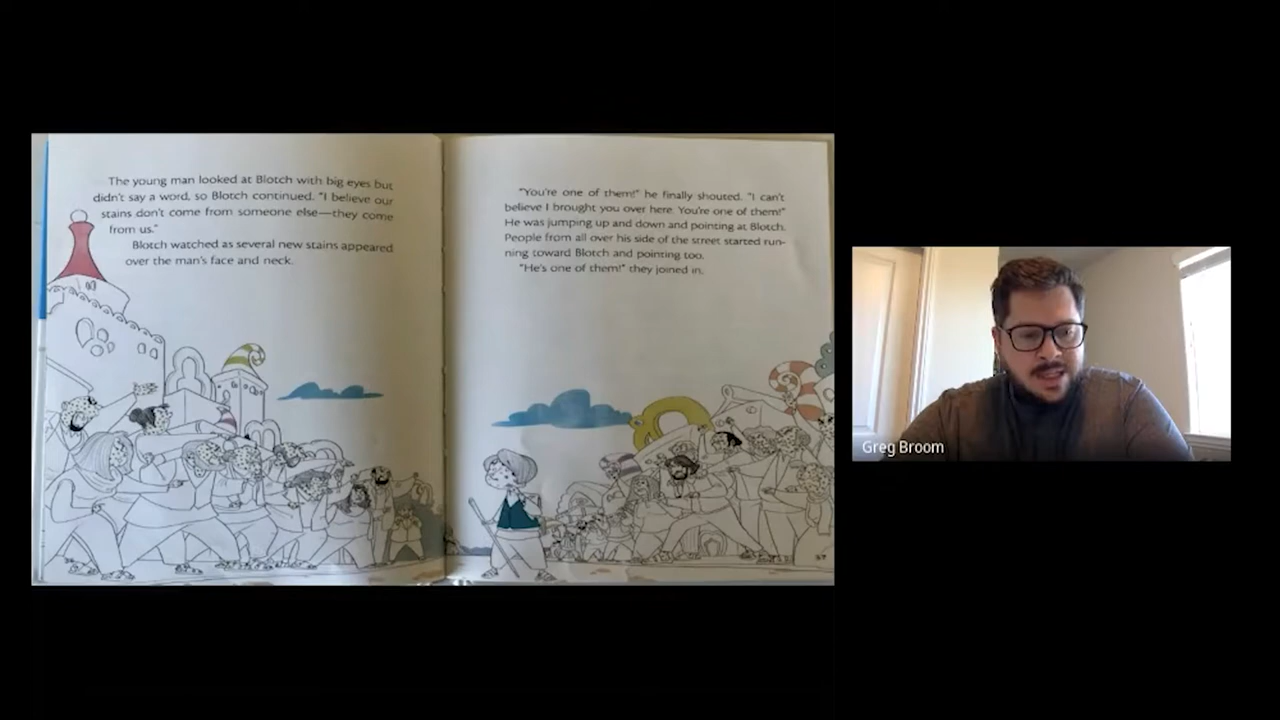 The young man looked at Blotch with big eyes but
didn't say a word, so Blotch continued. "I believe our
stains don't come from someone else—they come
from us."
Blotch watched as several new stains appeared
over the man's face and neck.
"You're one of them!" he finally shouted. "I can't
believe I brought you over here. You're one of them!"
He was jumping up and down and pointing at Blotch.
People from all over his side of the street started run-
ning toward Blotch and pointing too.
"He's one of them!" they joined in.
Greg Broom